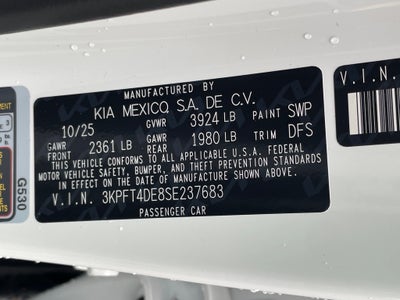 MANUFACTURED BY
KIA MEXICO, S.A. DE C.V.
10/25 GVWR 3924 LB PAINT SWP
GAWR FRONT 2361 LB GAWR REAR 1980 LB TRIM DFS
THIS VEHICLE CONFORMS TO ALL APPLICABLE U.S.A. FEDERAL
MOTOR VEHICLE SAFETY, BUMPER, AND THEFT PREVENTION STANDARDS
IN EFFECT ON THE DATE OF MANUFACTURE SHOWN ABOVE.
V.I.N. 3KPFT4DE8SE237683
PASSENGER CAR
G530
V.I.N.